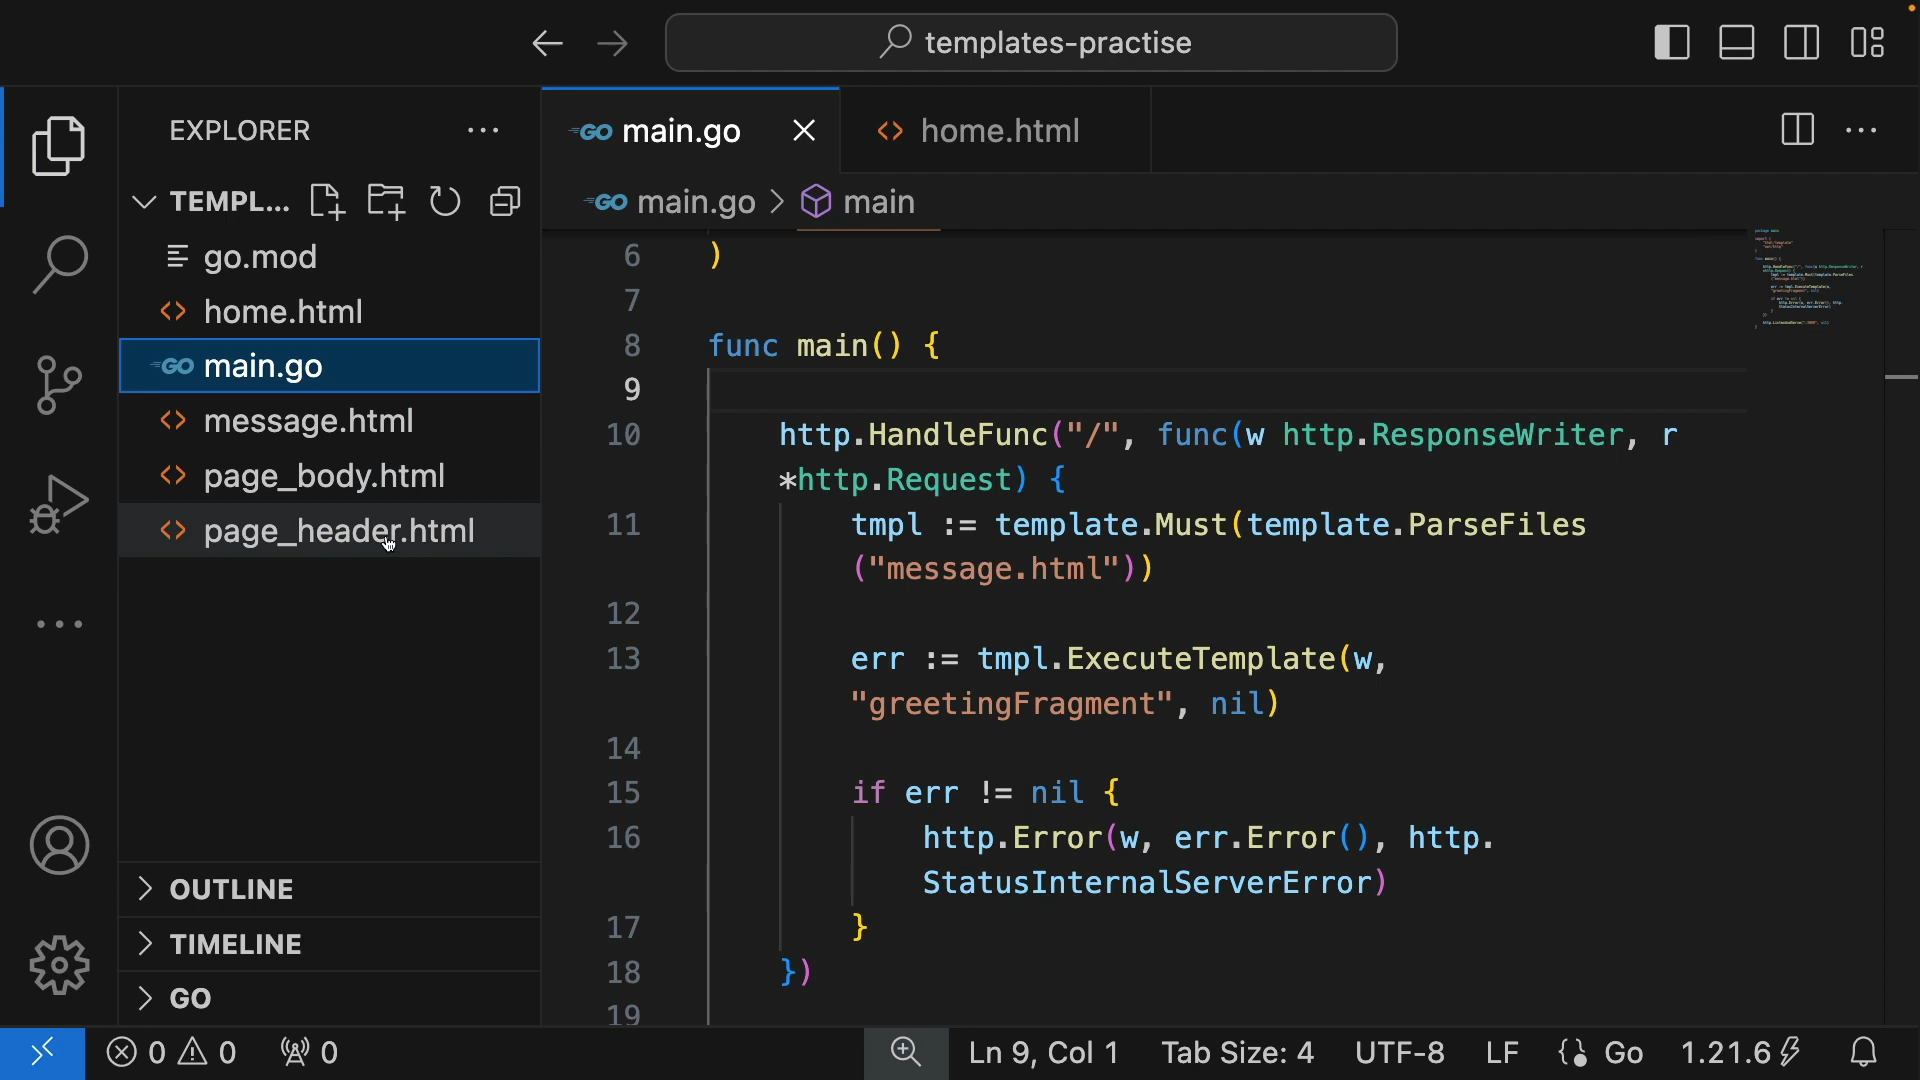 templates-practise
EXPLORER
TEMPL...
go.mod
home.html
GO main.go
message.html
page_body.html
page_header.html
OUTLINE
TIMELINE
GO
GO main.go
home.html
GO main.go > main
6 )
7
8 func main() {
9
10 http.HandleFunc("/", func(w http.ResponseWriter, r
*http.Request) {
11 tmpl := template.Must(template.ParseFiles
("message.html"))
12
13 err := tmpl.ExecuteTemplate(w,
"greetingFragment", nil)
14
15 if err != nil {
16 http.Error(w, err.Error(), http.
StatusInternalServerError)
17 }
18 })
19
0 0 0
Ln 9, Col 1 Tab Size: 4 UTF-8 LF Go 1.21.6